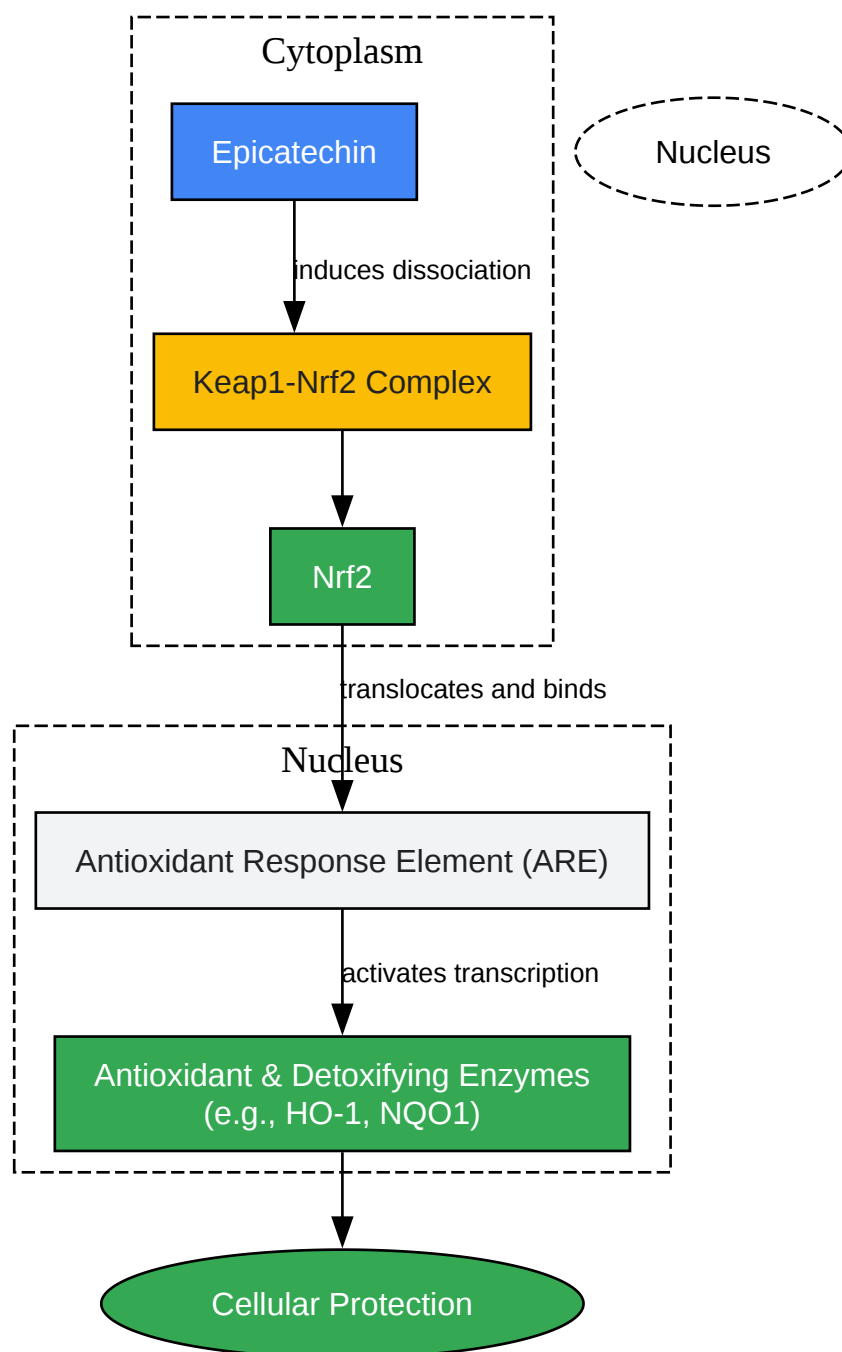 Cytoplasm
Epicatechin
Nucleus
induces dissociation
Keap1-Nrf2 Complex
Nrf2
translocates and binds
Nucleus
Antioxidant Response Element (ARE)
activates transcription
Antioxidant & Detoxifying Enzymes
(e.g., HO-1, NQO1)
Cellular Protection